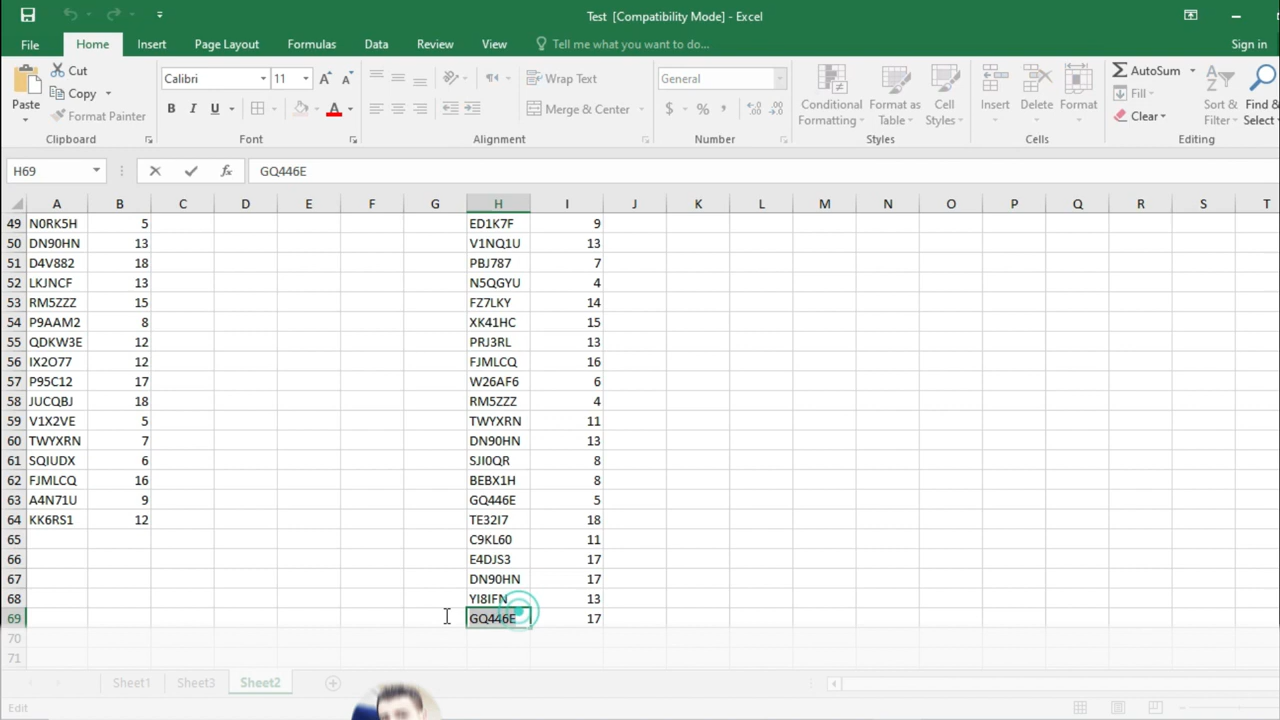 Test [Compatibility Mode] - Excel
File Home Insert Page Layout Formulas Data Review View Tell me what you want to do... Sign in
Cut
Copy
Format Painter
Paste
Clipboard
Calibri 11
B I U
Font
Wrap Text
Merge & Center
Alignment
General
$ % ,
Number
Conditional Formatting
Format as Table
Cell Styles
Styles
Insert Delete Format
Cells
AutoSum
Fill
Clear
Sort & Filter
Find & Select
Editing
H69 fx GQ446E
A B C D E F G H I J K L M N O P Q R S T
49 N0RK5H 5 ED1K7F 9
50 DN90HN 13 V1NQ1U 13
51 D4V882 18 PBJ787 7
52 LKJNCF 13 N5QGYU 4
53 RM5ZZZ 15 FZ7LKY 14
54 P9AAM2 8 XK41HC 15
55 QDKW3E 12 PRJ3RL 13
56 IX2O77 12 FJMLCQ 16
57 P95C12 17 W26AF6 6
58 JUCQBJ 18 RM5ZZZ 4
59 V1X2VE 5 TWYXRN 11
60 TWYXRN 7 DN90HN 13
61 SQIUDX 6 SJI0QR 8
62 FJMLCQ 16 BEBX1H 8
63 A4N71U 9 GQ446E 5
64 KK6RS1 12 TE32I7 18
65 C9KL60 11
66 E4DJS3 17
67 DN90HN 17
68 YI8IFN 13
69 GQ446E 17
70
71
Sheet1 Sheet3 Sheet2
Edit